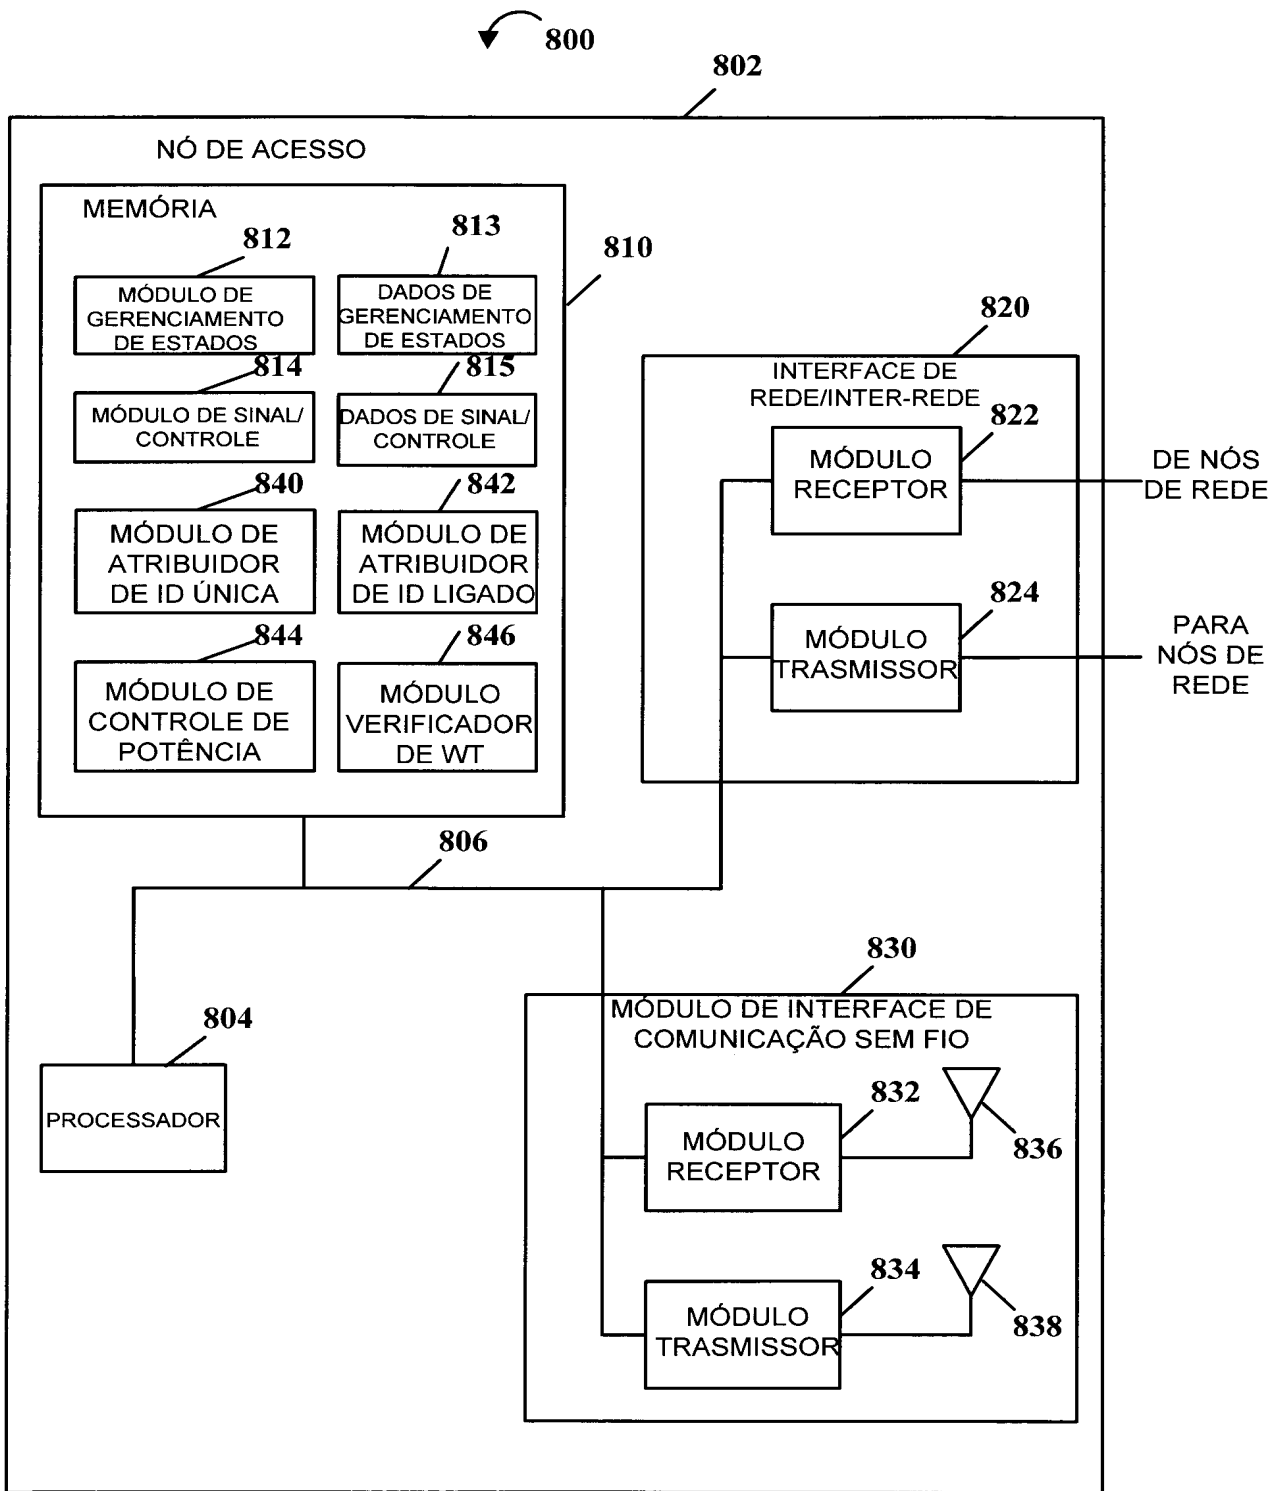 800
802
NÓ DE ACESSO
MEMÓRIA
812
813
810
MÓDULO DE
GERENCIAMENTO
DE ESTADOS
DADOS DE
GERENCIAMENTO
DE ESTADOS
814
815
MÓDULO DE SINAL/
CONTROLE
DADOS DE SINAL/
CONTROLE
840
842
MÓDULO DE
ATRIBUIDOR
DE ID ÚNICA
MÓDULO DE
ATRIBUIDOR
DE ID LIGADO
844
846
MÓDULO DE
CONTROLE DE
POTÊNCIA
MÓDULO
VERIFICADOR
DE WT
820
INTERFACE DE
REDE/INTER-REDE
822
MÓDULO
RECEPTOR
DE NÓS
DE REDE
824
MÓDULO
TRASMISSOR
PARA
NÓS DE
REDE
806
804
PROCESSADOR
830
MÓDULO DE INTERFACE DE
COMUNICAÇÃO SEM FIO
832
MÓDULO
RECEPTOR
836
834
MÓDULO
TRASMISSOR
838